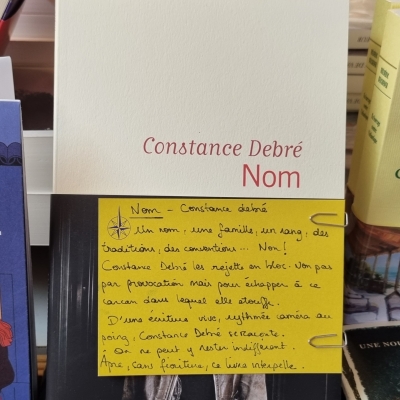 Constance Debré
Nom
Nom - Constance debré
Un nom, une famille, un sang, des
traditions, des conventions... Non!
Constance Debré les rejette en bloc. Non pas
par provocation mais pour échapper à ce
carcan dans lequel elle étouffe.
D'une écriture vive, rythmée caméra au
poing, Constance Debré se raconte.
On ne peut y rester indifférent.
Âpre, sans fioriture, ce livre interpelle.
UNE NOU